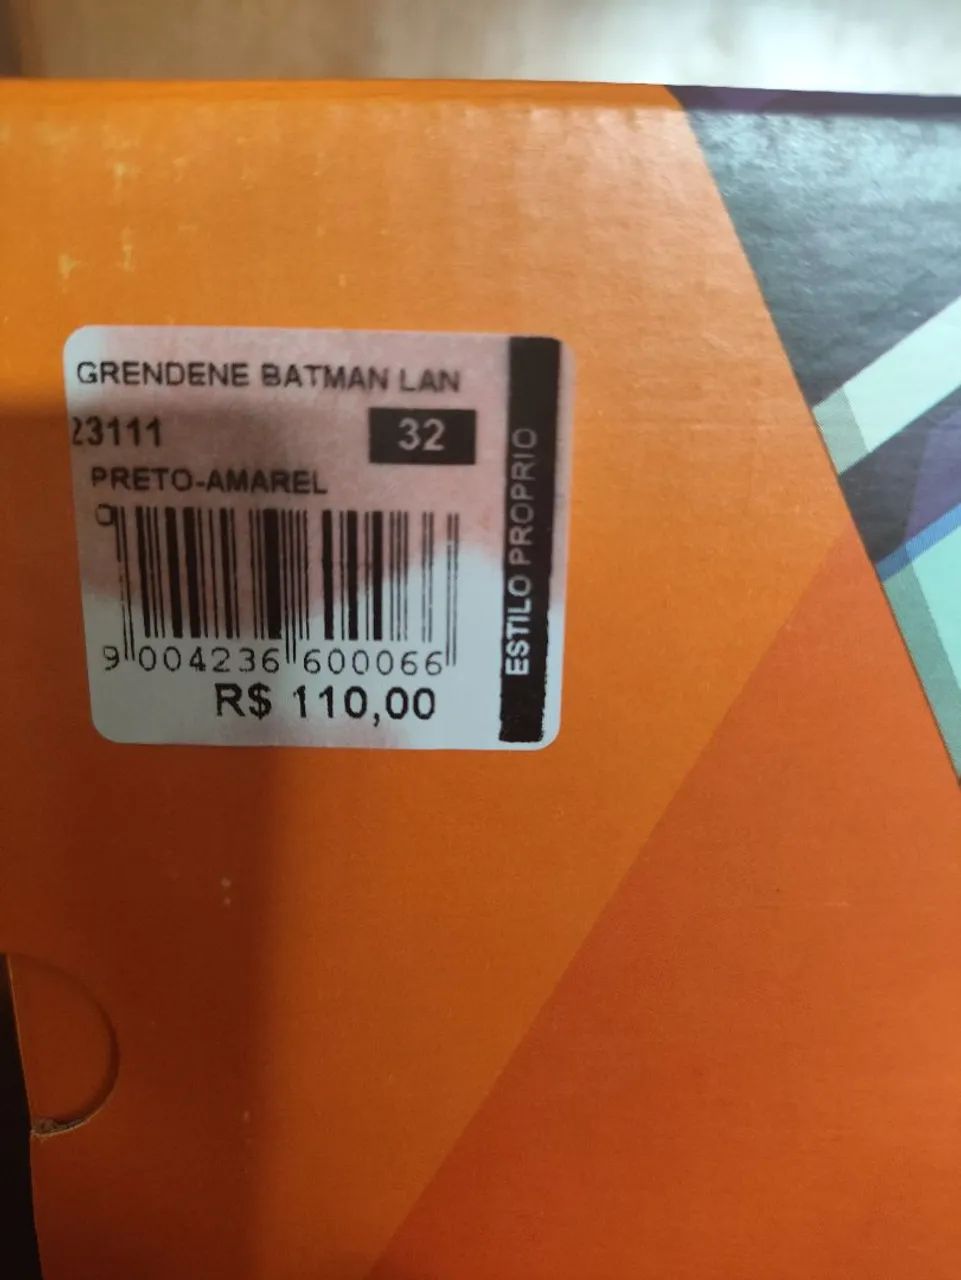 GRENDENE BATMAN LAN
23111
32
PRETO-AMAREL
O
9 004236 600066
R$ 110,00
ESTILO PROPRIO